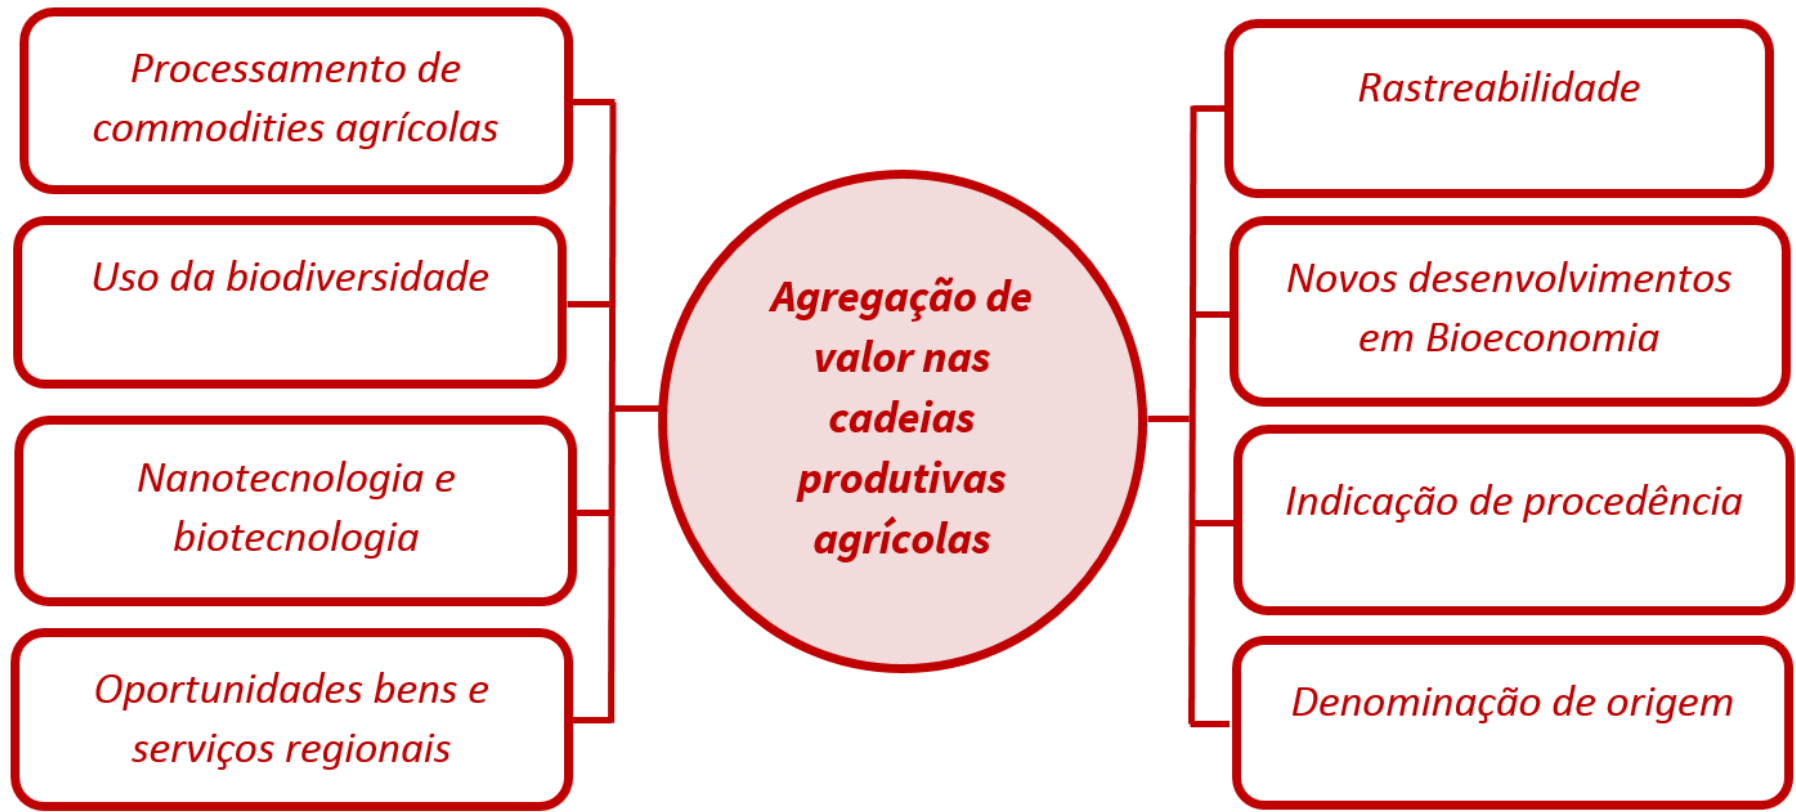 Processamento de
commodities agrícolas
Uso da biodiversidade
Nanotecnologia e
biotecnologia
Oportunidades bens e
serviços regionais
Agregação de
valor nas
cadeias
produtivas
agrícolas
Rastreabilidade
Novos desenvolvimentos
em Bioeconomia
Indicação de procedência
Denominação de origem